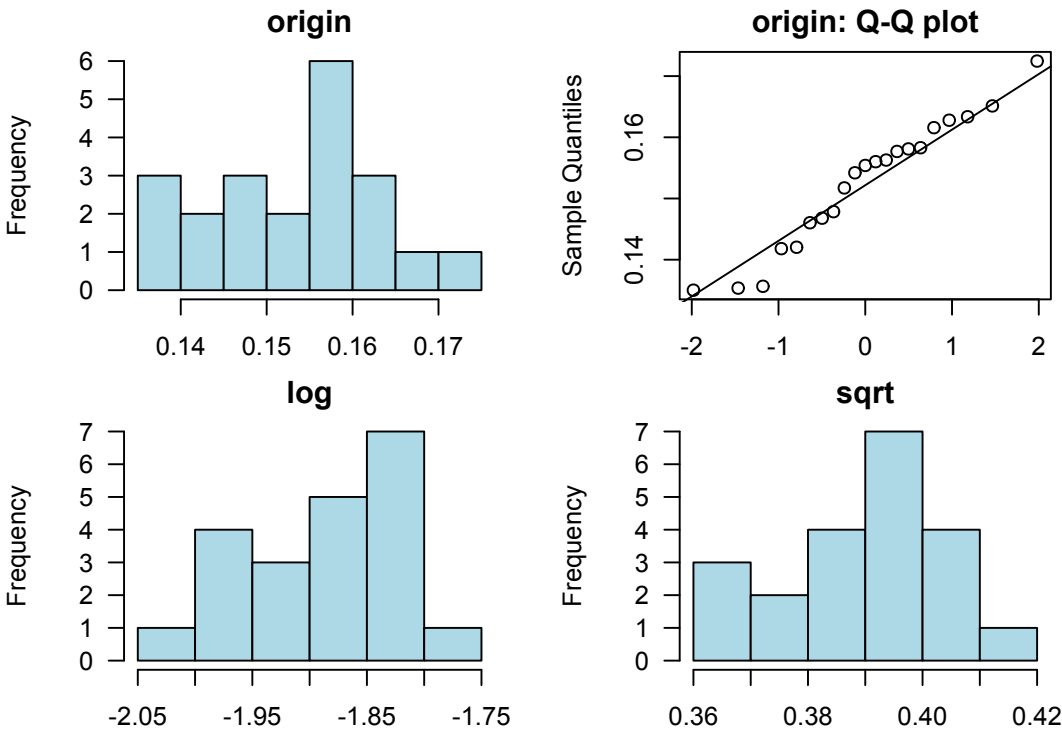 origin
Frequency
6
5
4
3
2
1
0
0.14 0.15 0.16 0.17
origin: Q-Q plot
Sample Quantiles
0.16
0.14
-2 -1 0 1 2
log
Frequency
7
6
5
4
3
2
1
0
-2.05 -1.95 -1.85 -1.75
sqrt
Frequency
7
6
5
4
3
2
1
0
0.36 0.38 0.40 0.42